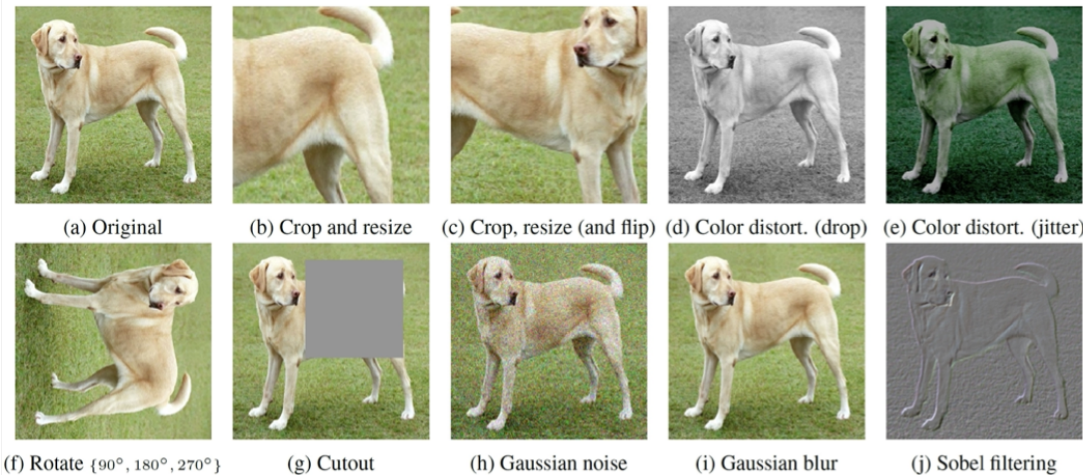 (a) Original
(b) Crop and resize
(c) Crop, resize (and flip)
(d) Color distort. (drop)
(e) Color distort. (jitter)
(f) Rotate {90°, 180°, 270°}
(g) Cutout
(h) Gaussian noise
(i) Gaussian blur
(j) Sobel filtering